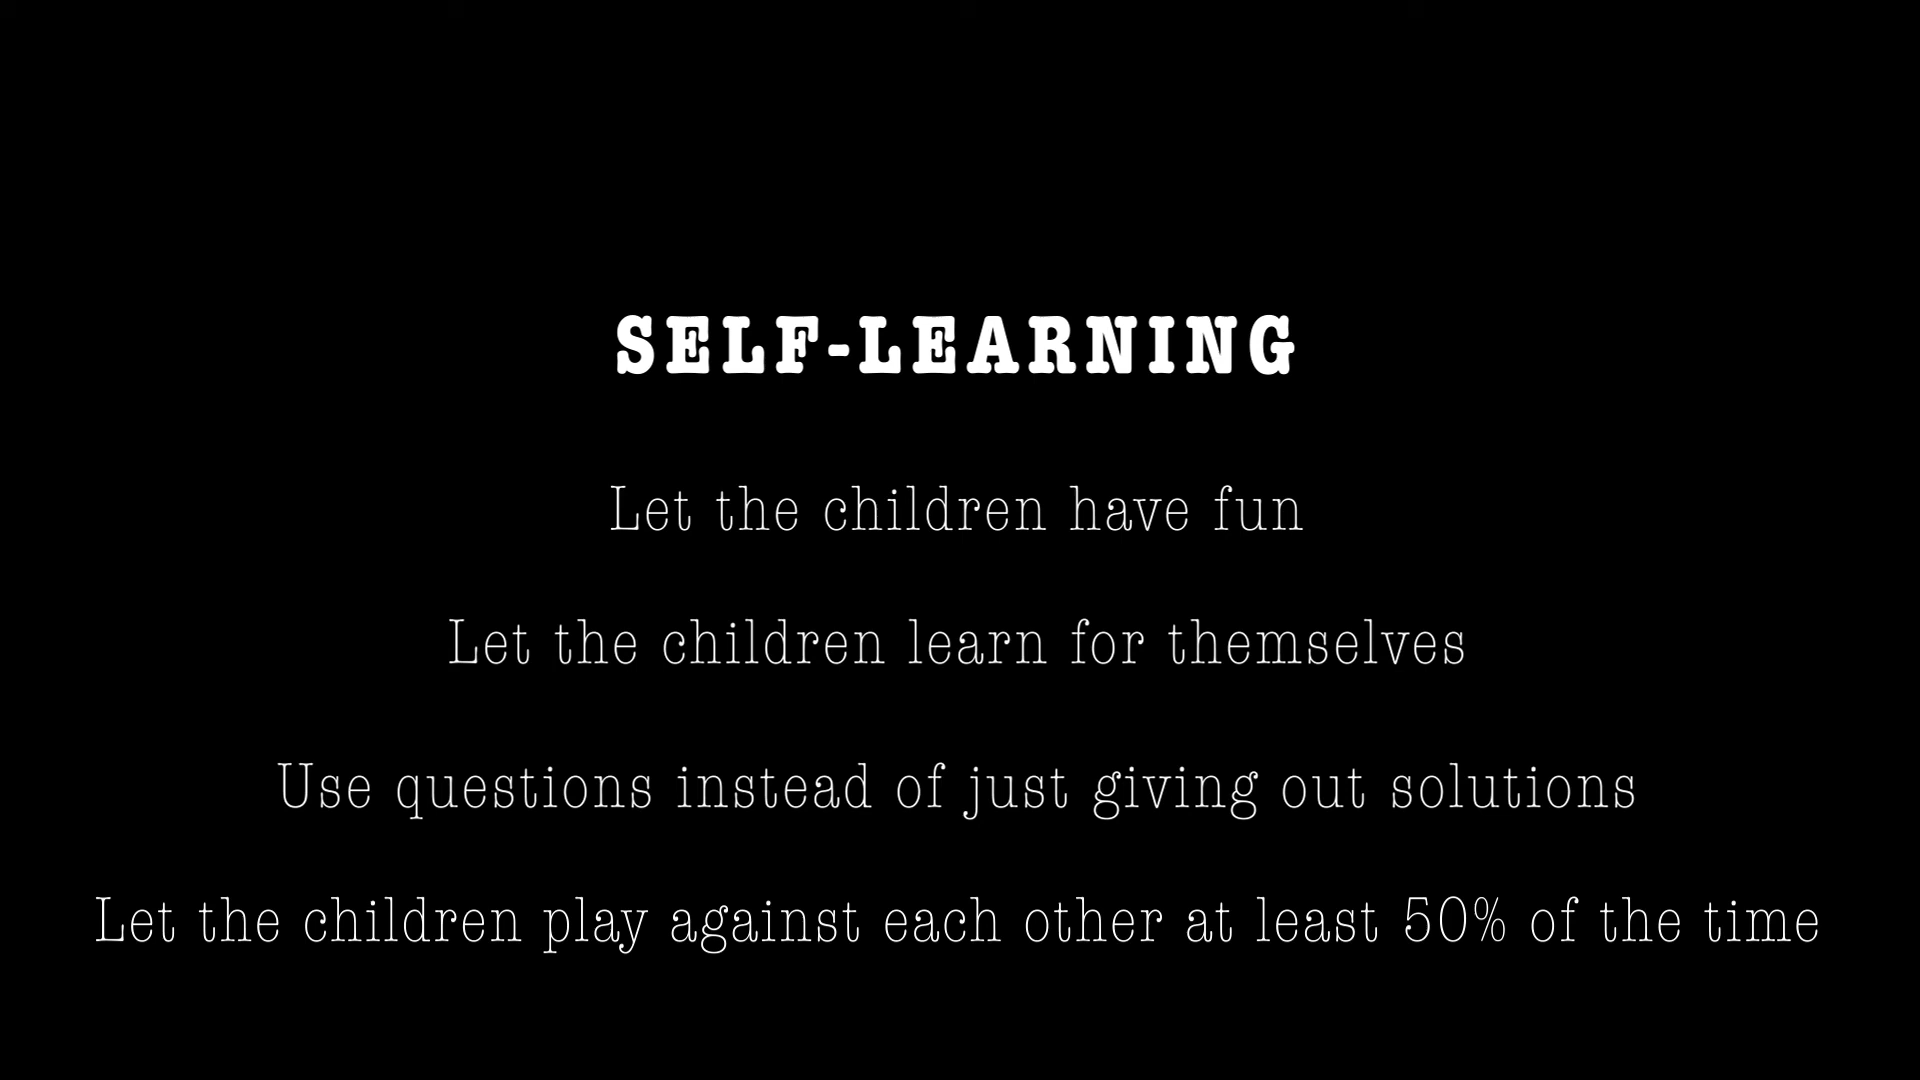 SELF-LEARNING
Let the children have fun
Let the children learn for themselves
Use questions instead of just giving out solutions
Let the children play against each other at least 50% of the time